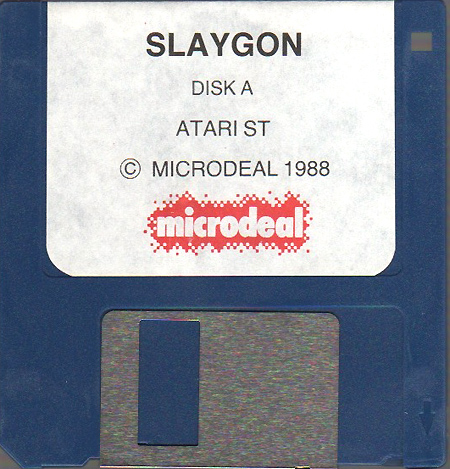 SLAYGON
DISK A
ATARI ST
© MICRODEAL 1988
microdeal